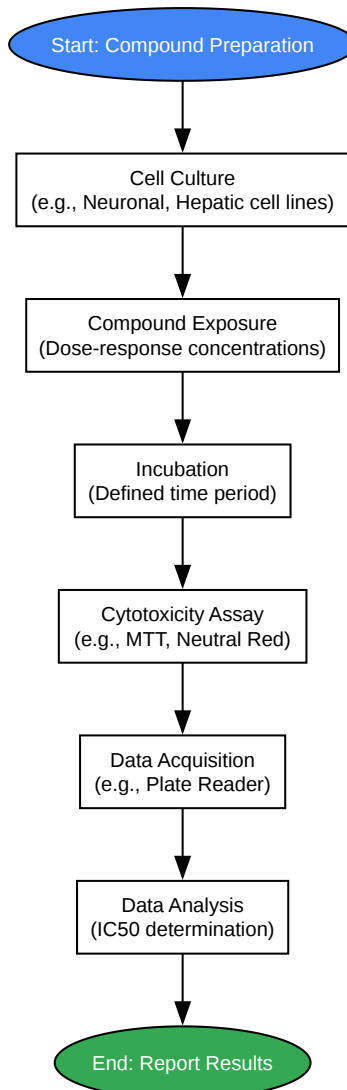 Start: Compound Preparation
Cell Culture
(e.g., Neuronal, Hepatic cell lines)
Compound Exposure
(Dose-response concentrations)
Incubation
(Defined time period)
Cytotoxicity Assay
(e.g., MTT, Neutral Red)
Data Acquisition
(e.g., Plate Reader)
Data Analysis
(IC50 determination)
End: Report Results